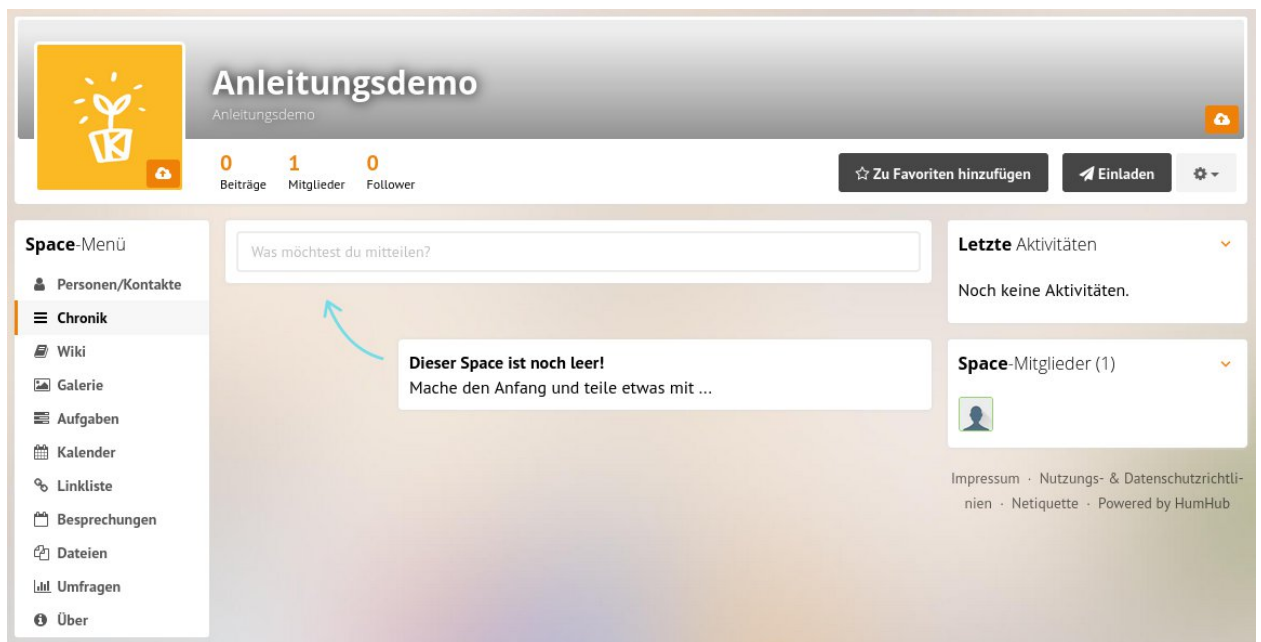 Anleitungsdemo
Anleitungsdemo
K
0 1 0
Beiträge Mitglieder Follower
Zu Favoriten hinzufügen
Einladen
Space-Menü
Personen/Kontakte
Chronik
Wiki
Galerie
Aufgaben
Kalender
Linkliste
Besprechungen
Dateien
Umfragen
Über
Was möchtest du mitteilen?
Dieser Space ist noch leer!
Mache den Anfang und teile etwas mit ...
Letzte Aktivitäten
Noch keine Aktivitäten.
Space-Mitglieder (1)
Impressum · Nutzungs- & Datenschutzrichtli-
nien · Netiquette · Powered by HumHub